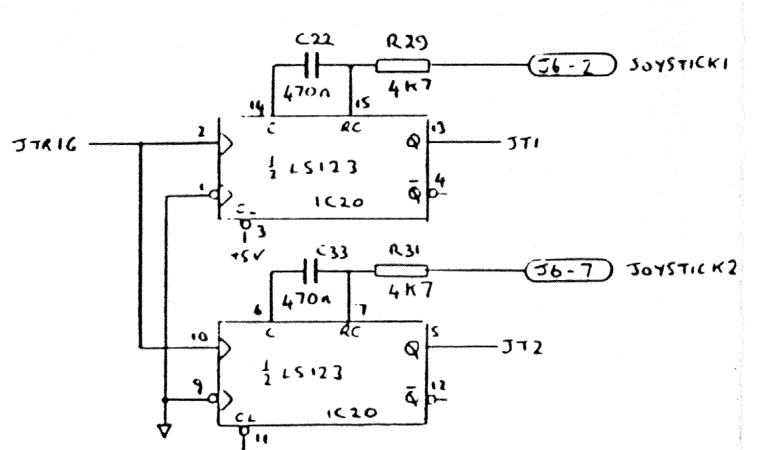 C22 R29
470n 4K7 J6-2 JOYSTICK1
14 15
C RC
JTRIG 2 Q 13 JT1
½ LS123
1 Q̅ 4
IC20
CL
3
+5V
C33 R31
470n 4K7 J6-7 JOYSTICK2
6 7
C RC
10 Q 5 JT2
½ LS123
9 Q̅ 12
IC20
CL
11